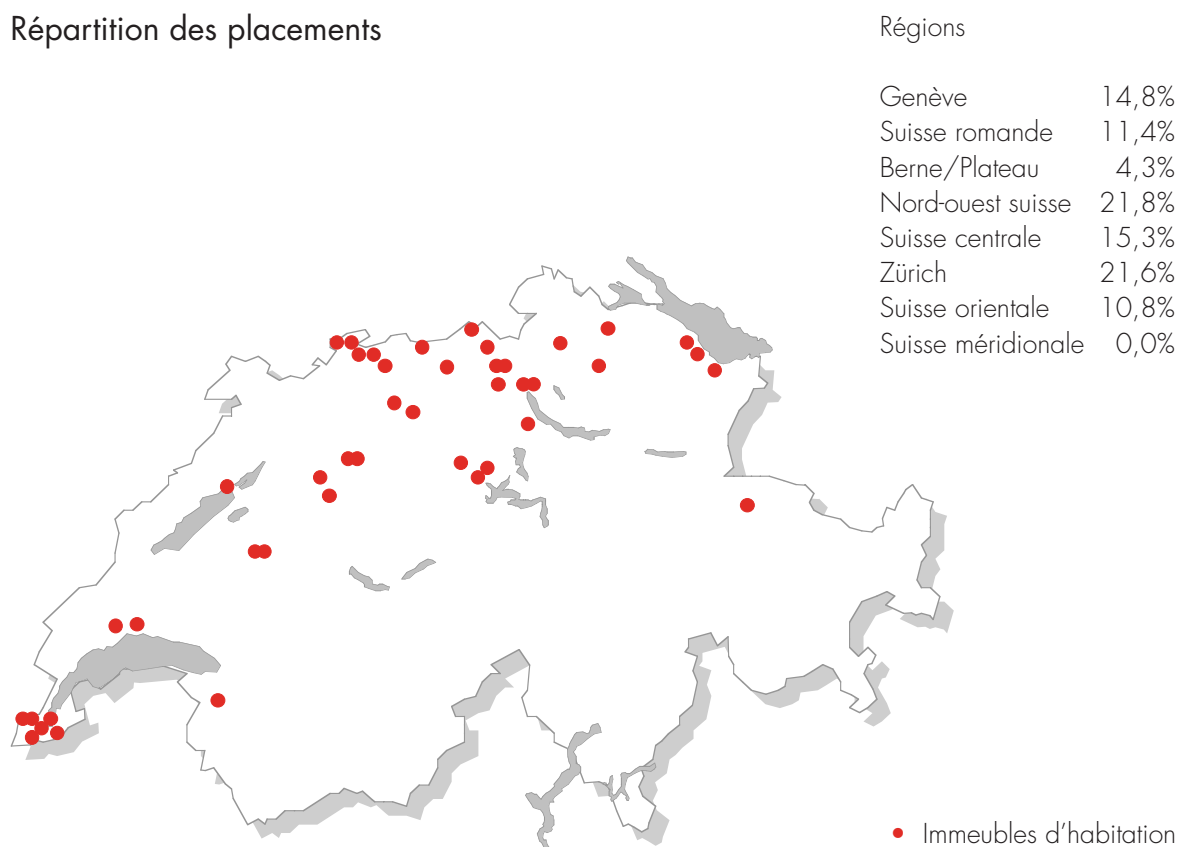 Répartition des placements
Régions
Genève 14,8%
Suisse romande 11,4%
Berne/Plateau 4,3%
Nord-ouest suisse 21,8%
Suisse centrale 15,3%
Zürich 21,6%
Suisse orientale 10,8%
Suisse méridionale 0,0%
Immeubles d’habitation